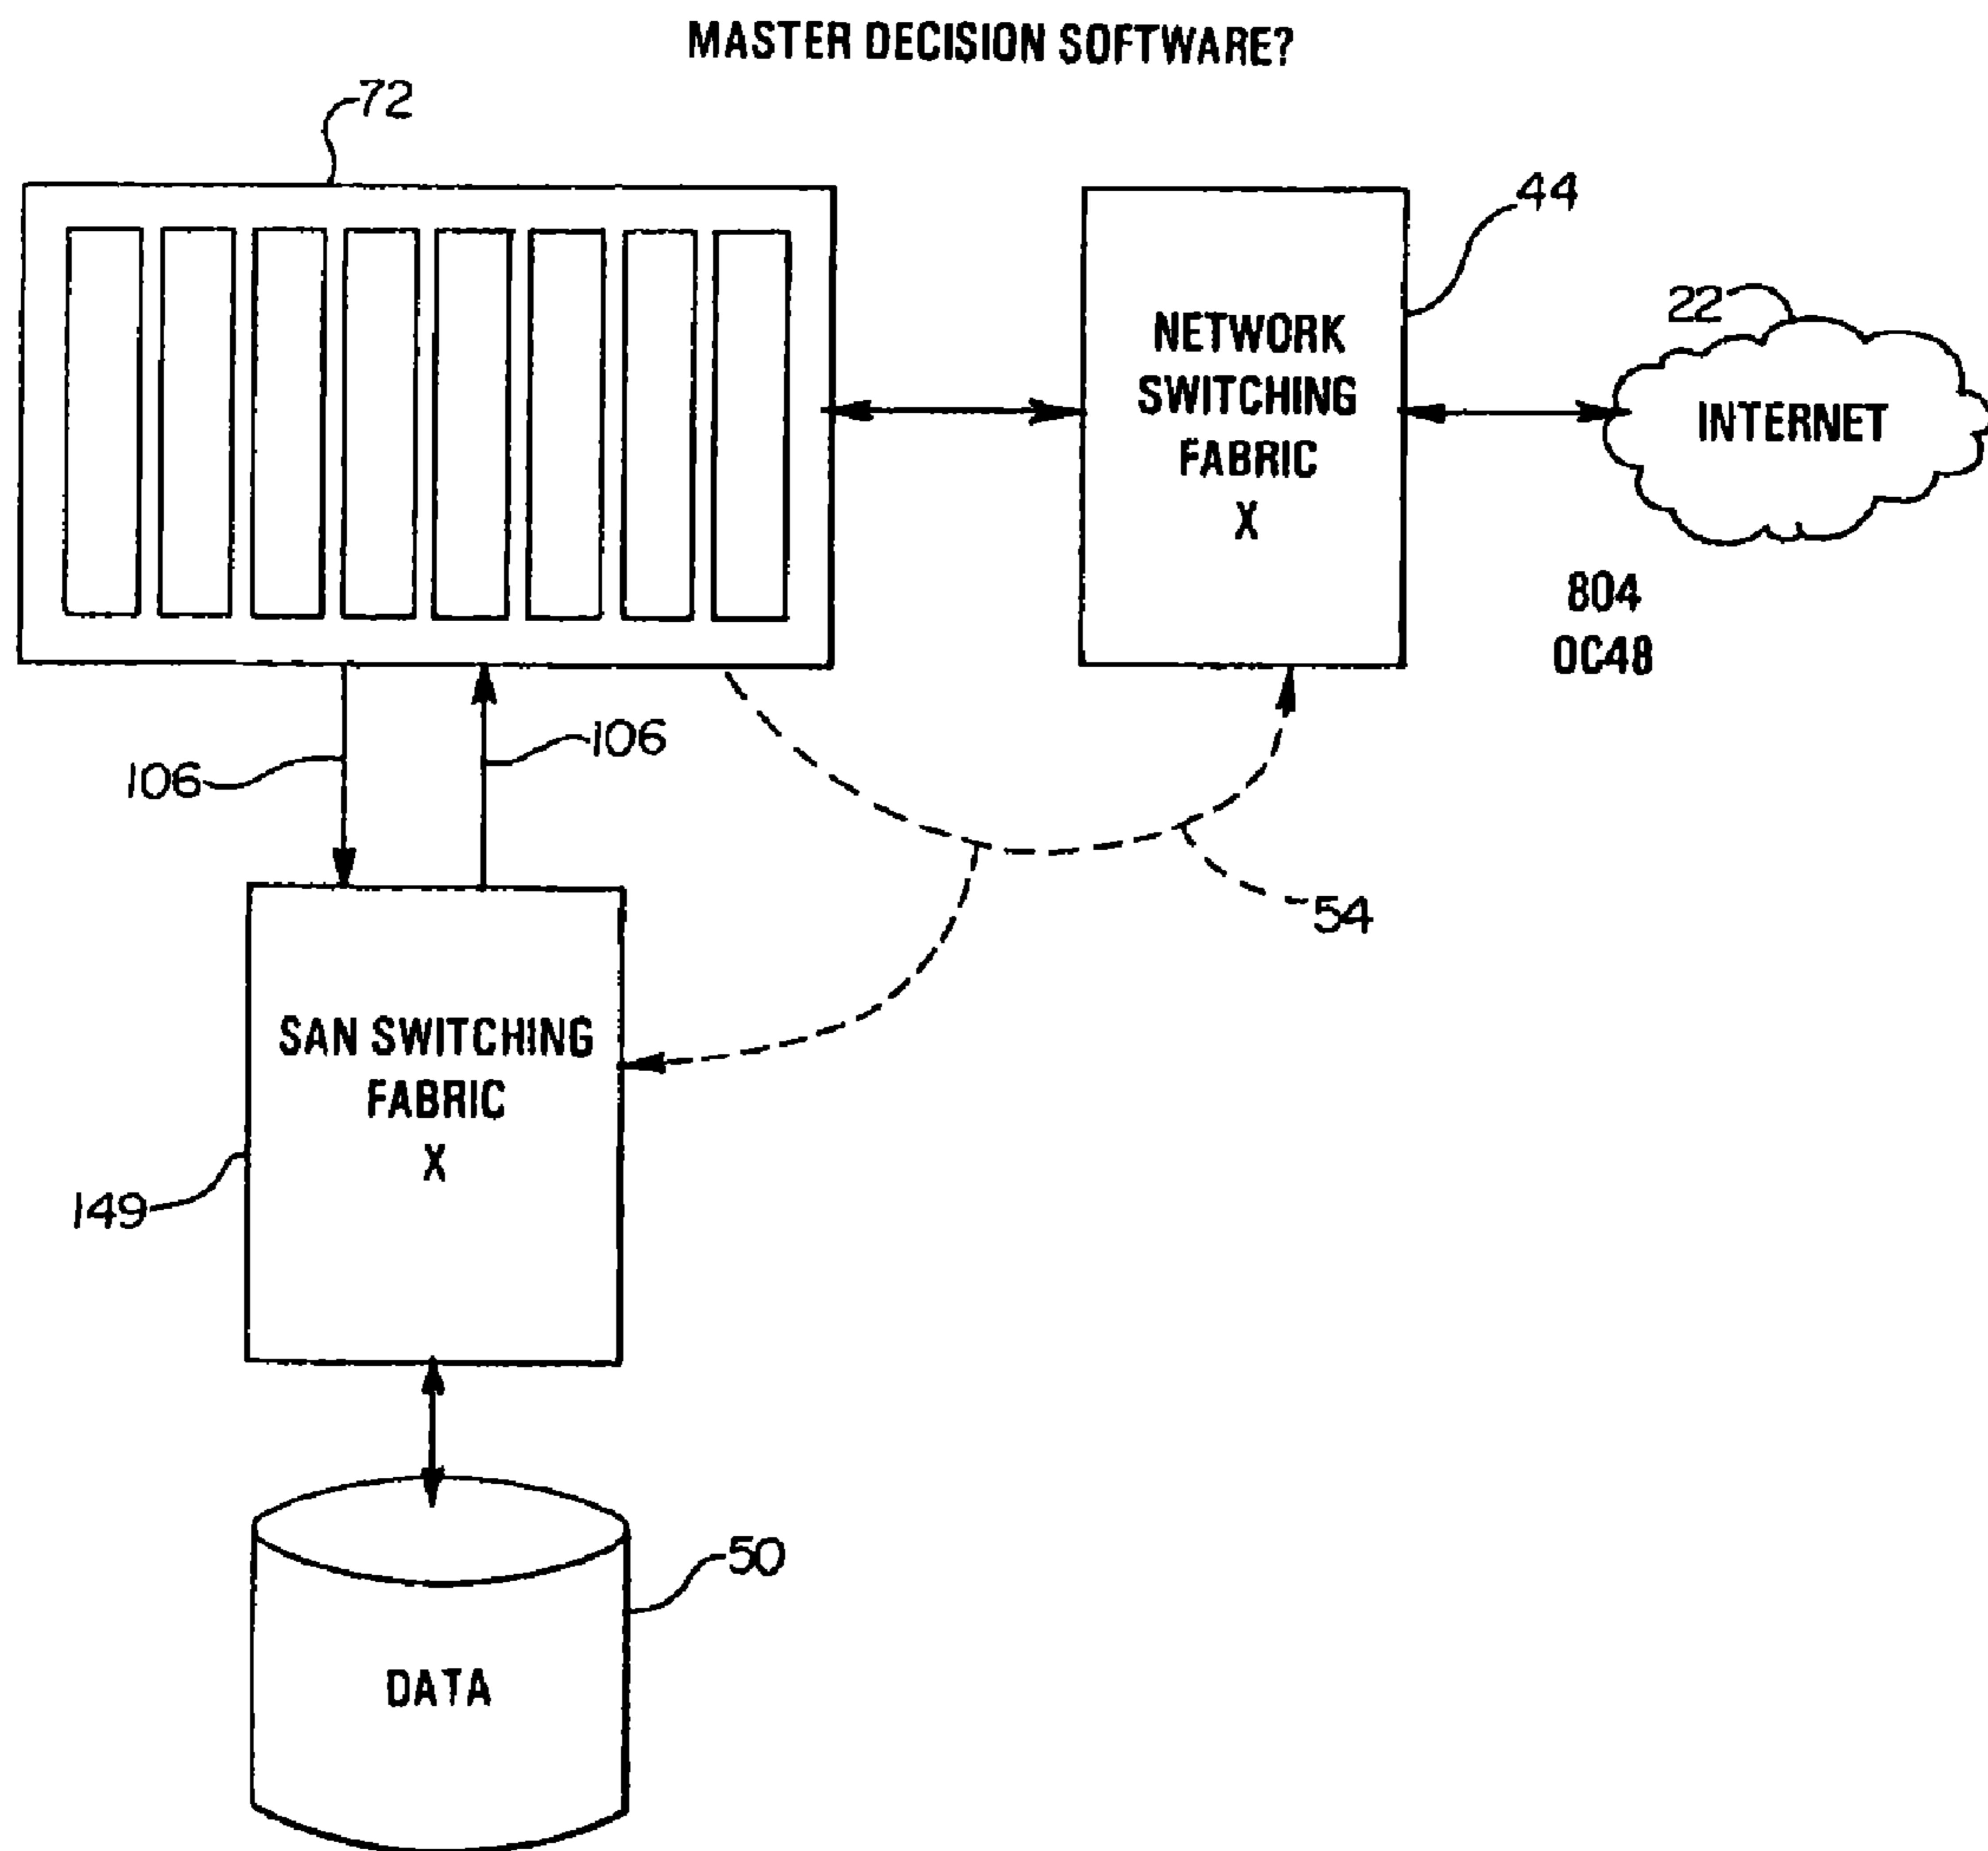 MASTER DECISION SOFTWARE?
72
44
22
NETWORK
SWITCHING
FABRIC
X
INTERNET
804
OC48
106
106
54
SAN SWITCHING
FABRIC
X
149
50
DATA